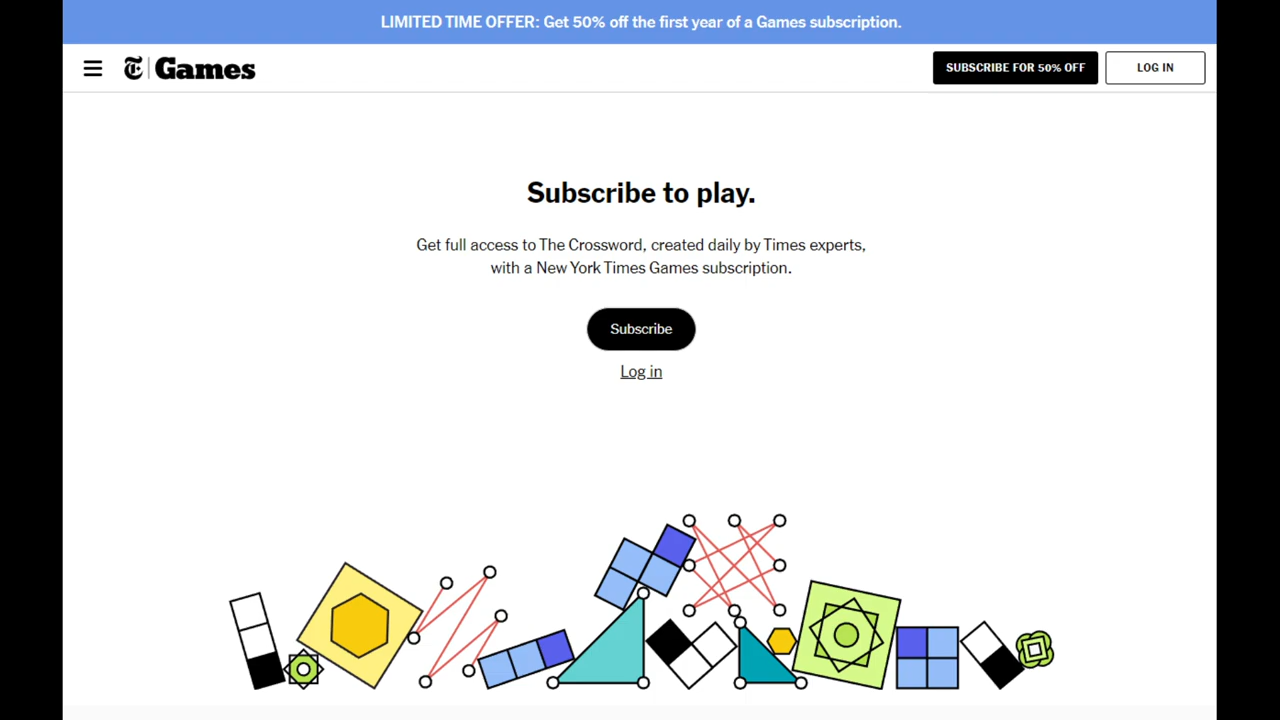 LIMITED TIME OFFER: Get 50% off the first year of a Games subscription.
T Games
SUBSCRIBE FOR 50% OFF
LOG IN
Subscribe to play.
Get full access to The Crossword, created daily by Times experts,
with a New York Times Games subscription.
Subscribe
Log in